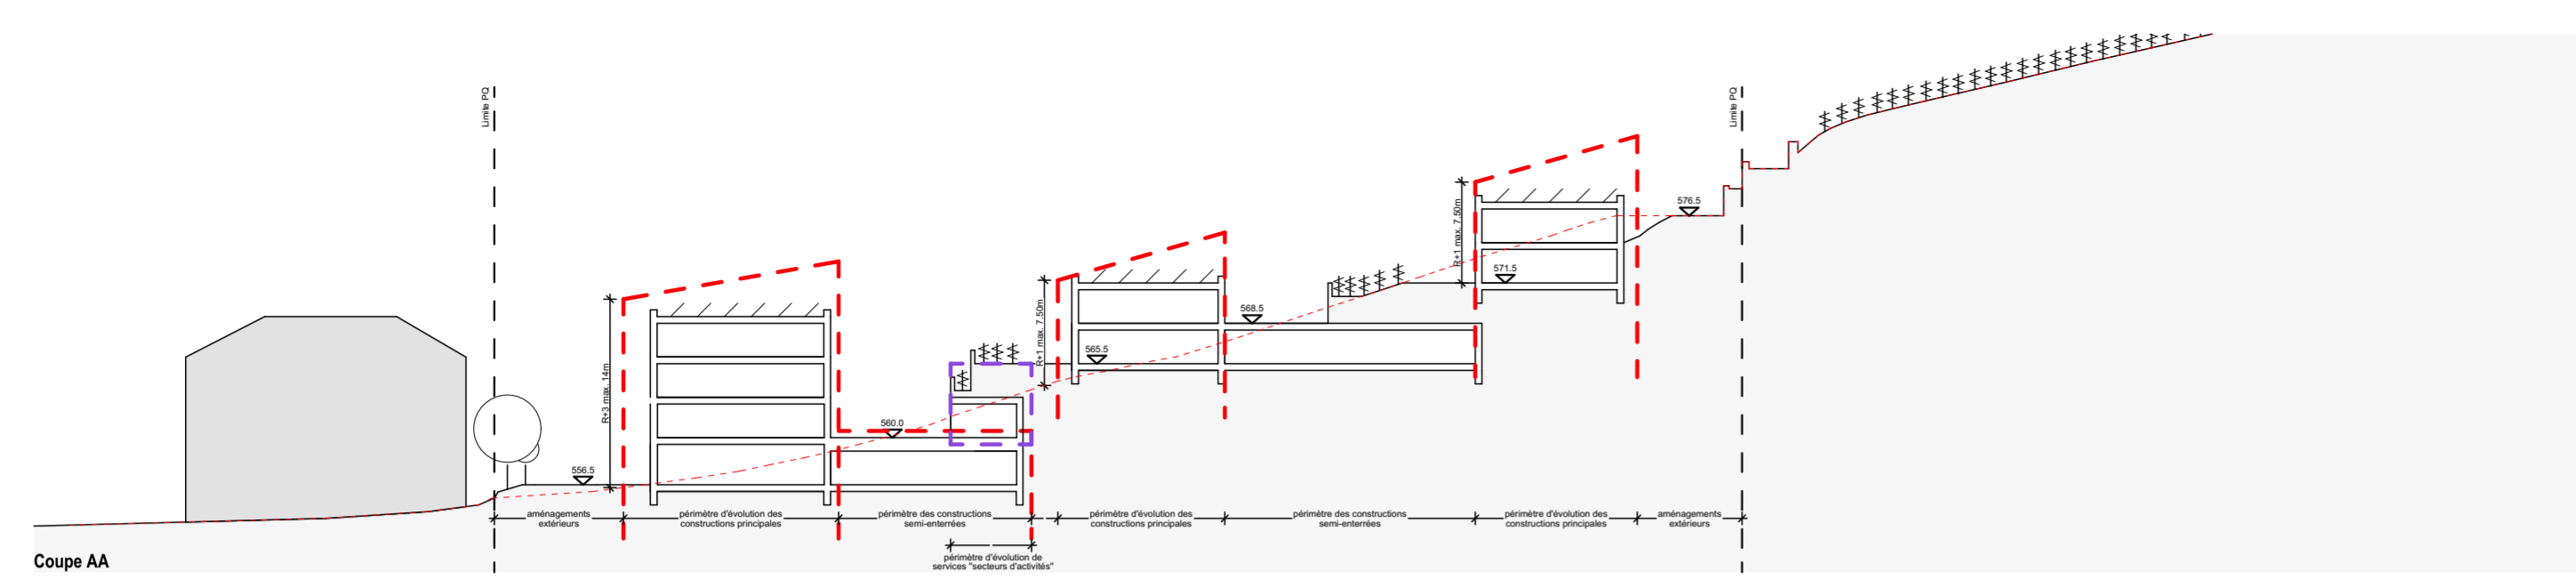 Limite PQ
Limite PQ
576.5
R+1 max. 7.50m
571.5
568.5
R+1 max. 7.50m
565.5
R+3 max. 14m
560.0
556.5
aménagements
extérieurs
périmètre d'évolution des
constructions principales
périmètre des constructions
semi-enterrées
périmètre d'évolution des
constructions principales
périmètre des constructions
semi-enterrées
périmètre d'évolution des
constructions principales
aménagements
extérieurs
périmètre d'évolution de
services "secteurs d'activités"
Coupe AA